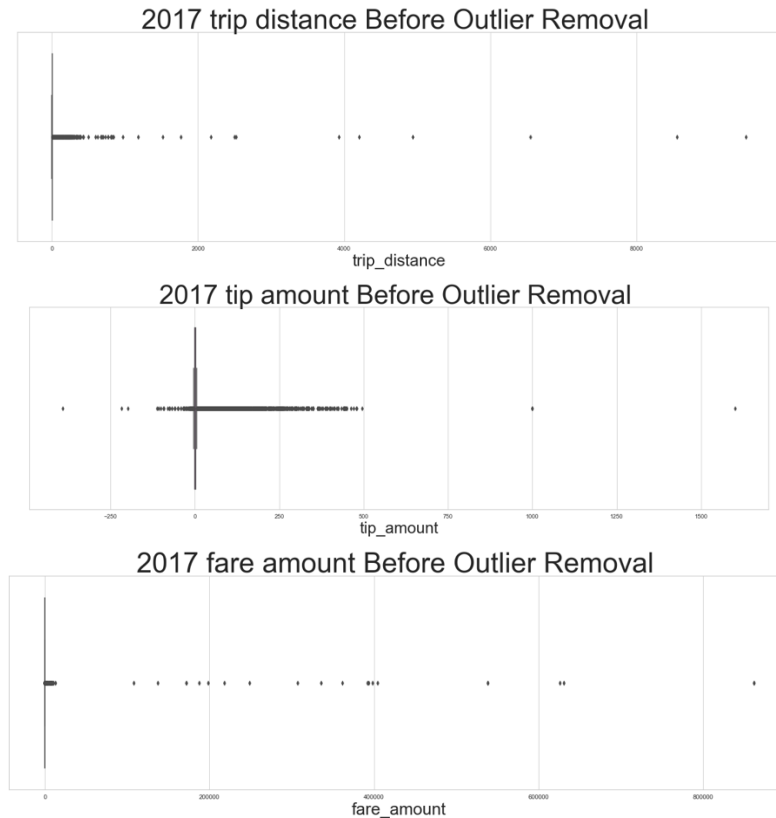 2017 trip distance Before Outlier Removal
0 2000 4000 6000 8000
trip_distance
2017 tip amount Before Outlier Removal
−250 0 250 500 750 1000 1250 1500
tip_amount
2017 fare amount Before Outlier Removal
0 200000 400000 600000 800000
fare_amount